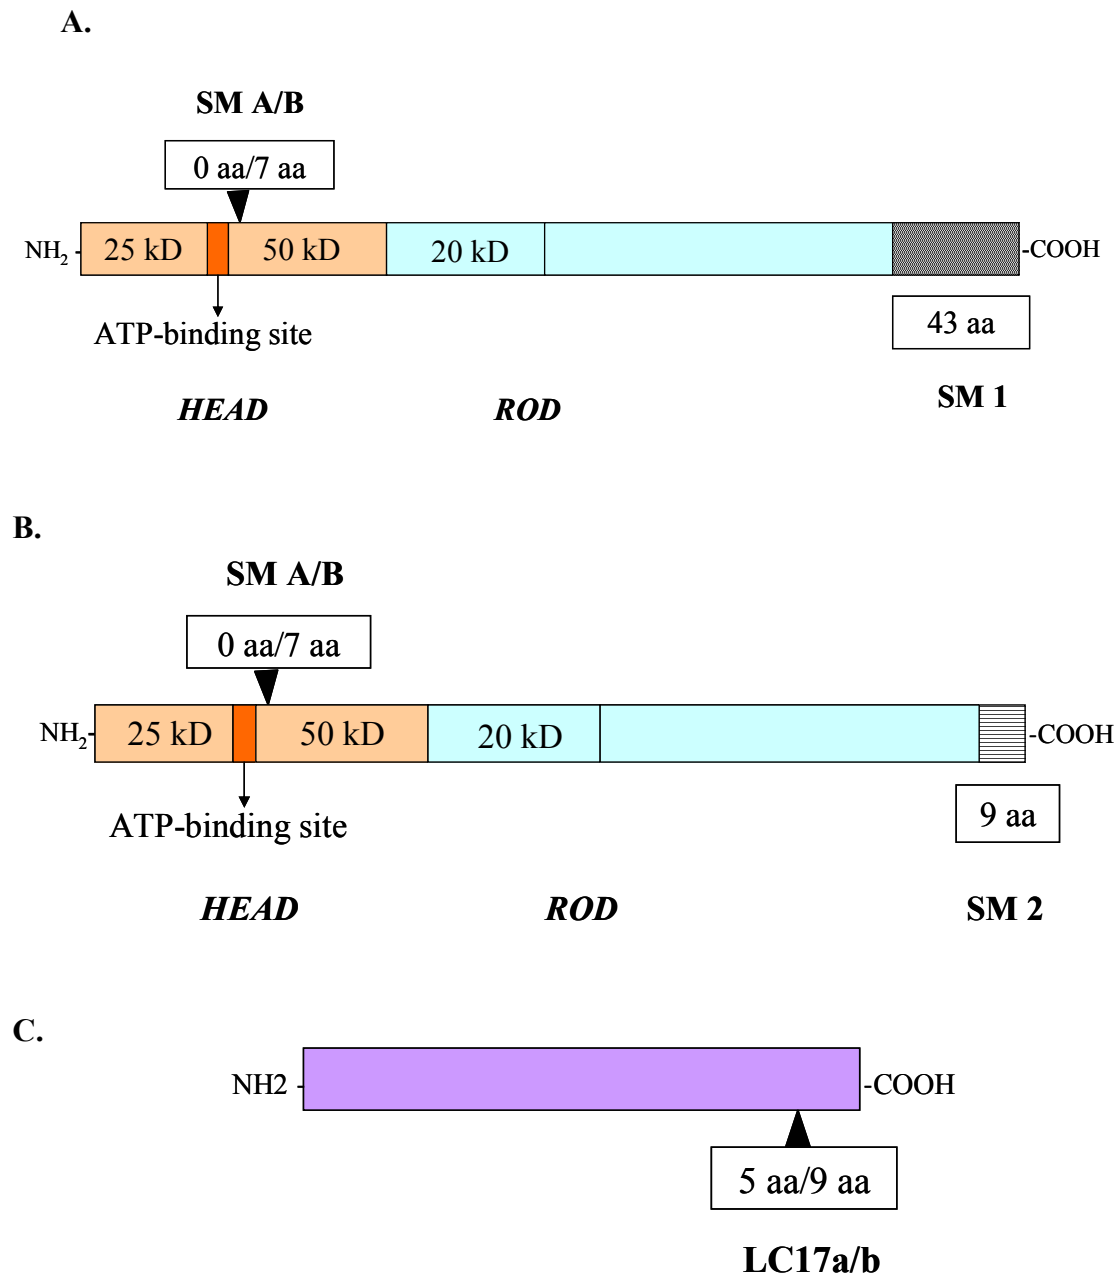 A.
SM A/B
0 aa/7 aa
NH2 25 kD 50 kD 20 kD -COOH
ATP-binding site
43 aa
HEAD ROD SM 1
B.
SM A/B
0 aa/7 aa
NH2 25 kD 50 kD 20 kD -COOH
ATP-binding site
9 aa
HEAD ROD SM 2
C.
NH2 -COOH
5 aa/9 aa
LC17a/b